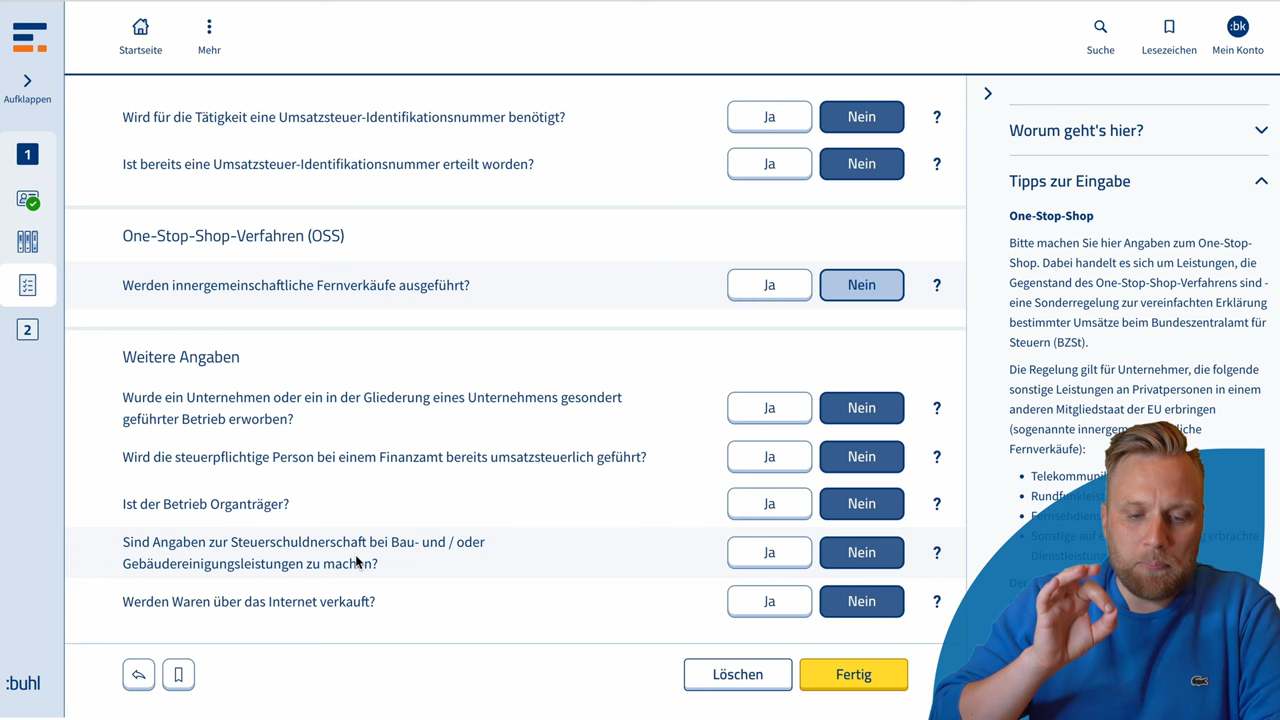 Startseite
Mehr
Suche
Lesezeichen
:bk
Mein Konto
Aufklappen
1
2
:buhl
Wird für die Tätigkeit eine Umsatzsteuer-Identifikationsnummer benötigt?
Ja
Nein
?
Ist bereits eine Umsatzsteuer-Identifikationsnummer erteilt worden?
Ja
Nein
?
One-Stop-Shop-Verfahren (OSS)
Werden innergemeinschaftliche Fernverkäufe ausgeführt?
Ja
Nein
?
Weitere Angaben
Wurde ein Unternehmen oder ein in der Gliederung eines Unternehmens gesondert
geführter Betrieb erworben?
Ja
Nein
?
Wird die steuerpflichtige Person bei einem Finanzamt bereits umsatzsteuerlich geführt?
Ja
Nein
?
Ist der Betrieb Organträger?
Ja
Nein
?
Sind Angaben zur Steuerschuldnerschaft bei Bau- und / oder
Gebäudereinigungsleistungen zu machen?
Ja
Nein
?
Werden Waren über das Internet verkauft?
Ja
Nein
?
Löschen
Fertig
Worum geht's hier?
Tipps zur Eingabe
One-Stop-Shop
Bitte machen Sie hier Angaben zum One-Stop-
Shop. Dabei handelt es sich um Leistungen, die
Gegenstand des One-Stop-Shop-Verfahrens sind -
eine Sonderregelung zur vereinfachten Erklärung
bestimmter Umsätze beim Bundeszentralamt für
Steuern (BZSt).
Die Regelung gilt für Unternehmer, die folgende
sonstige Leistungen an Privatpersonen in einem
anderen Mitgliedstaat der EU erbringen
(sogenannte
Fernverkäufe):
• 
• 
• 
• Sonstige auf erbrachte